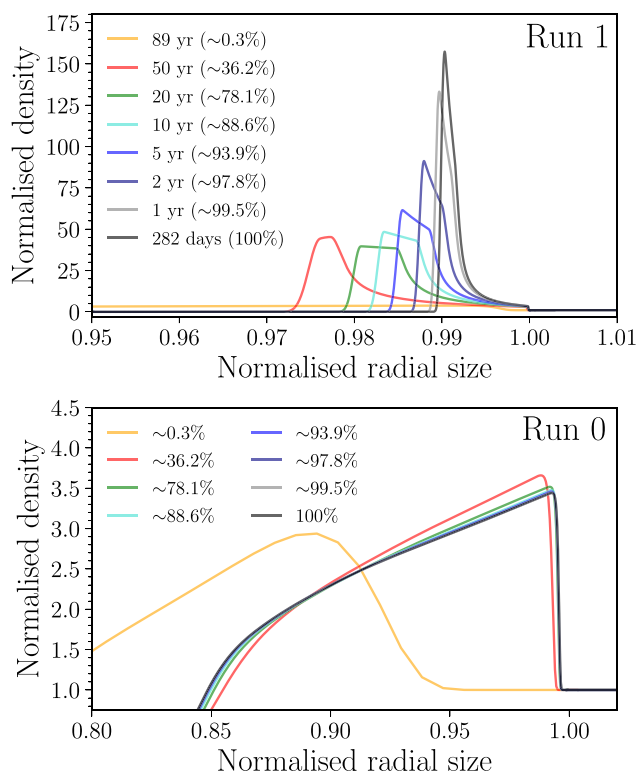 Run 1
Normalised density
175
150
125
100
75
50
25
0
89 yr (~0.3%)
50 yr (~36.2%)
20 yr (~78.1%)
10 yr (~88.6%)
5 yr (~93.9%)
2 yr (~97.8%)
1 yr (~99.5%)
282 days (100%)
0.95 0.96 0.97 0.98 0.99 1.00 1.01
Normalised radial size
Run 0
Normalised density
4.5
4.0
3.5
3.0
2.5
2.0
1.5
1.0
~0.3% ~93.9%
~36.2% ~97.8%
~78.1% ~99.5%
~88.6% 100%
0.80 0.85 0.90 0.95 1.00
Normalised radial size